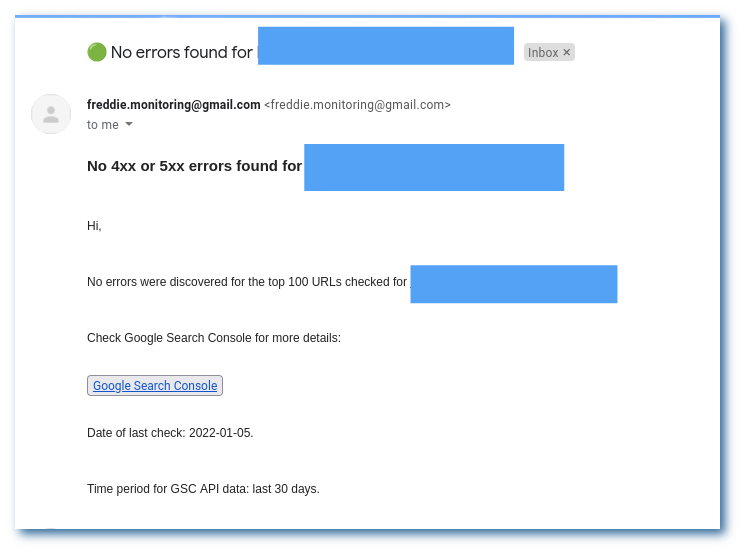 No errors found for
Inbox ×
freddie.monitoring@gmail.com <freddie.monitoring@gmail.com>
to me
No 4xx or 5xx errors found for
Hi,
No errors were discovered for the top 100 URLs checked for
Check Google Search Console for more details:
Google Search Console
Date of last check: 2022-01-05.
Time period for GSC API data: last 30 days.